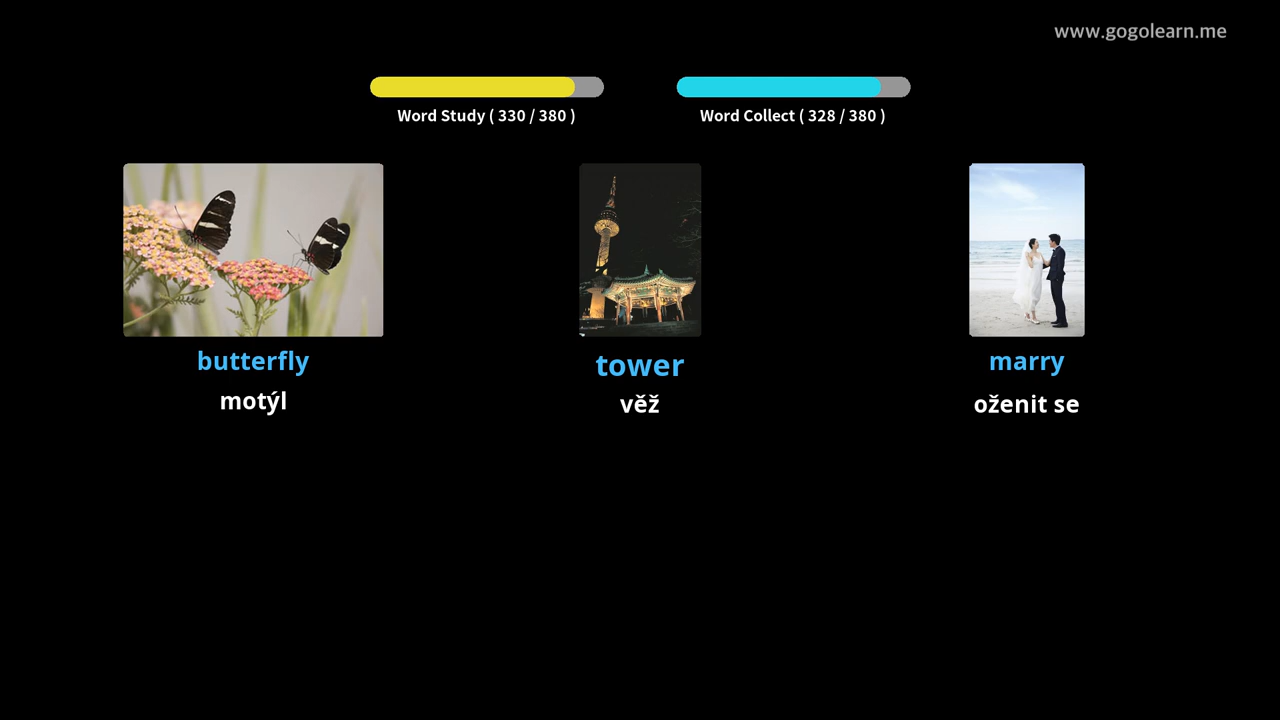 www.gogolearn.me
Word Study ( 330 / 380 )
Word Collect ( 328 / 380 )
butterfly
motýl
tower
věž
marry
oženit se